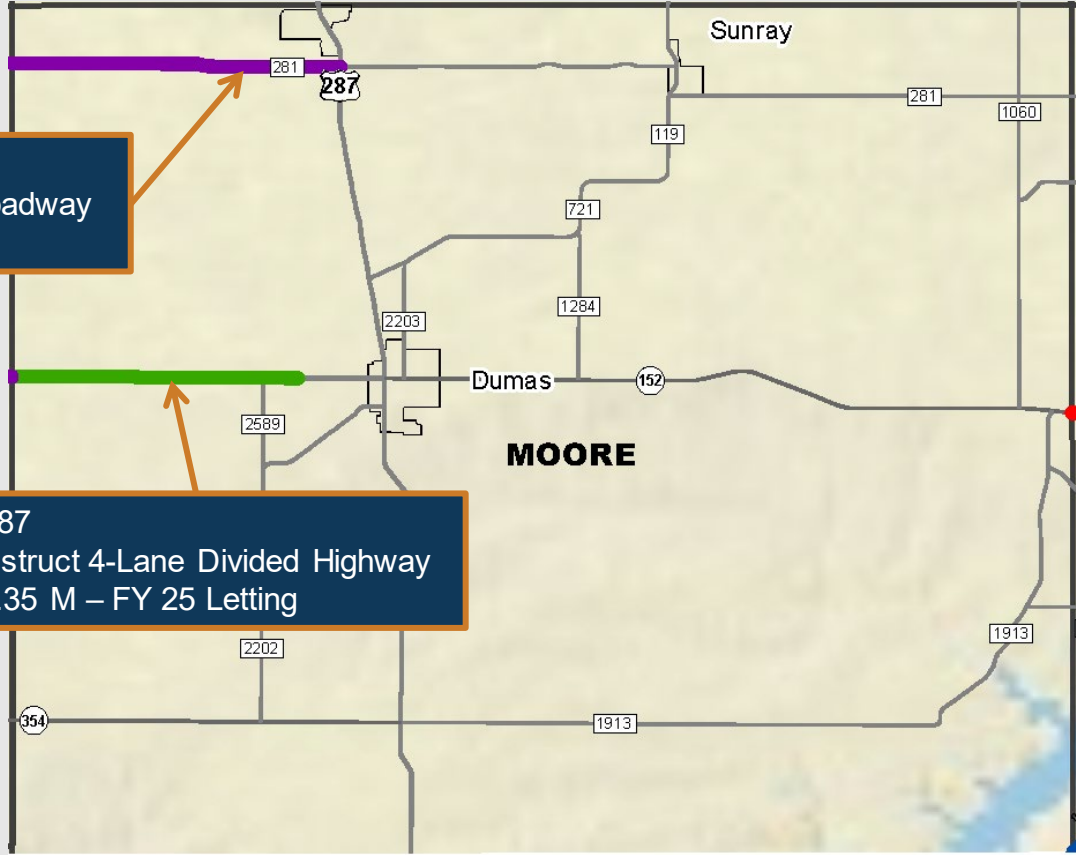 Sunray
281
287
281
1060
119
adway
721
1284
2203
Dumas
152
2589
MOORE
87
struct 4-Lane Divided Highway
.35 M – FY 25 Letting
1913
2202
354
1913